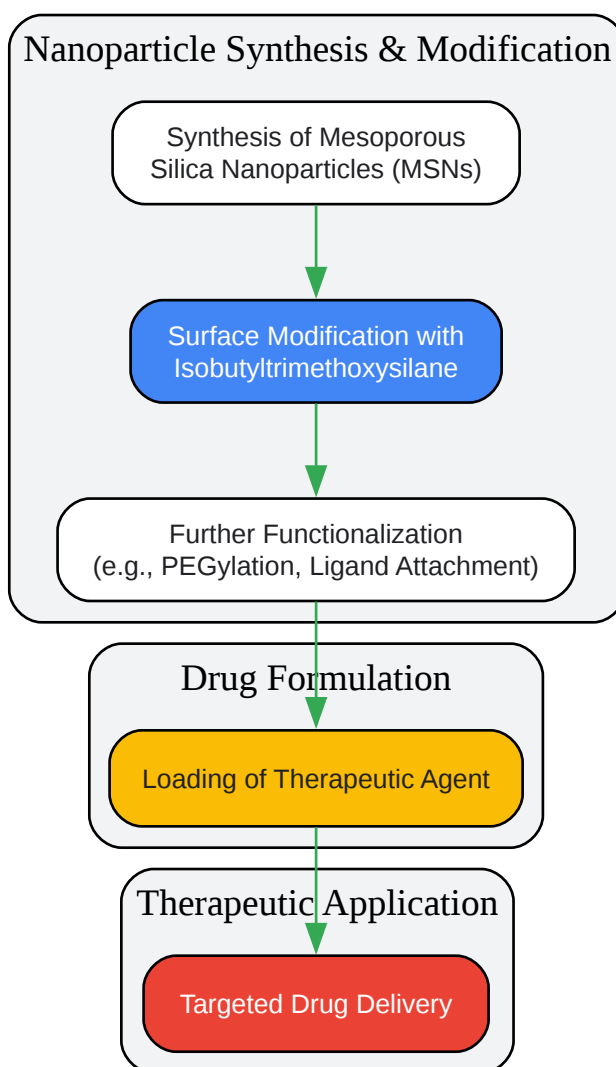 Nanoparticle Synthesis & Modification
Synthesis of Mesoporous
Silica Nanoparticles (MSNs)
Surface Modification with
Isobutyltrimethoxysilane
Further Functionalization
(e.g., PEGylation, Ligand Attachment)
Drug Formulation
Loading of Therapeutic Agent
Therapeutic Application
Targeted Drug Delivery